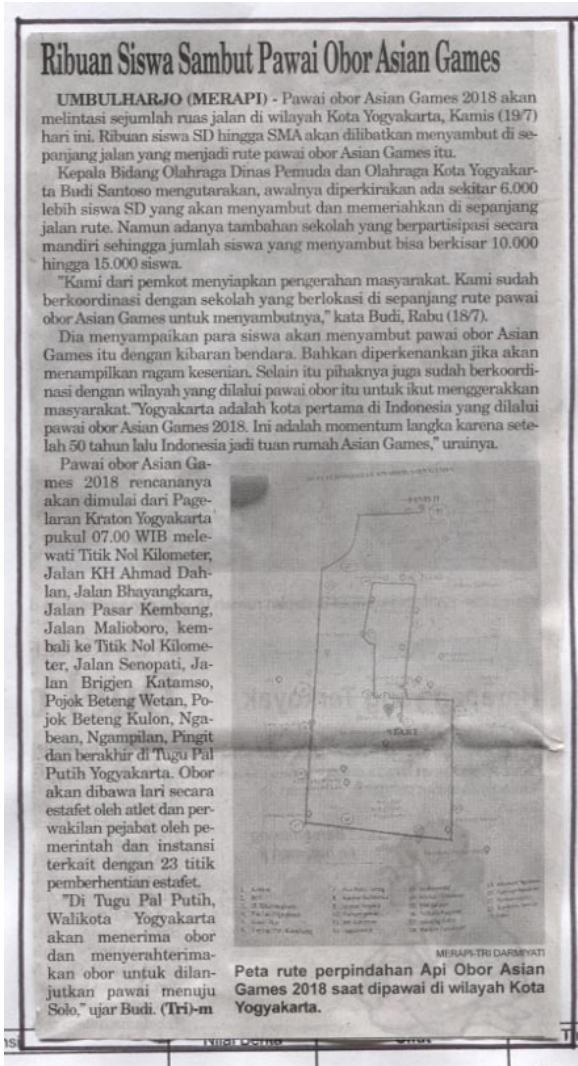 Ribuan Siswa Sambut Pawai Obor Asian Games
UMBULHARJO (MERAPI) - Pawai obor Asian Games 2018 akan
melintasi sejumlah ruas jalan di wilayah Kota Yogyakarta, Kamis (19/7)
hari ini. Ribuan siswa SD hingga SMA akan dilibatkan menyambut di se-
panjang jalan yang menjadi rute pawai obor Asian Games itu.
Kepala Bidang Olahraga Dinas Pemuda dan Olahraga Kota Yogyakar-
ta Budi Santoso mengutarakan, awalnya diperkirakan ada sekitar 6.000
lebih siswa SD yang akan menyambut dan memeriahkan di sepanjang
jalan rute. Namun adanya tambahan sekolah yang berpartisipasi secara
mandiri sehingga jumlah siswa yang menyambut bisa berkisar 10.000
hingga 15.000 siswa.
"Kami dari pemkot menyiapkan pengerahan masyarakat. Kami sudah
berkoordinasi dengan sekolah yang berlokasi di sepanjang rute pawai
obor Asian Games untuk menyambutnya," kata Budi, Rabu (18/7).
Dia menyampaikan para siswa akan menyambut pawai obor Asian
Games itu dengan kibaran bendara. Bahkan diperkenankan jika akan
menampilkan ragam kesenian. Selain itu pihaknya juga sudah berkoordi-
nasi dengan wilayah yang dilalui pawai obor itu untuk ikut menggerakkan
masyarakat."Yogyakarta adalah kota pertama di Indonesia yang dilalui
pawai obor Asian Games 2018. Ini adalah momentum langka karena sete-
lah 50 tahun lalu Indonesia jadi tuan rumah Asian Games," urainya.
Pawai obor Asian Ga-
mes 2018 rencananya
akan dimulai dari Page-
laran Kraton Yogyakarta
pukul 07.00 WIB mele-
wati Titik Nol Kilometer,
Jalan KH Ahmad Dah-
lan, Jalan Bhayangkara,
Jalan Pasar Kembang,
Jalan Malioboro, kem-
bali ke Titik Nol Kilome-
ter, Jalan Senopati, Ja-
lan Brigjen Katamso,
Pojok Beteng Wetan, Po-
jok Beteng Kulon, Nga-
bean, Ngampilan, Pingit
dan berakhir di Tugu Pal
Putih Yogyakarta. Obor
akan dibawa lari secara
estafet oleh atlet dan per-
wakilan pejabat oleh pe-
merintah dan instansi
terkait dengan 23 titik
pemberhentian estafet.
"Di Tugu Pal Putih,
Walikota Yogyakarta
akan menerima obor
dan menyerahterima-
kan obor untuk dilan-
jutkan pawai menuju
Solo," ujar Budi. (Tri)-m
FINISH
START
MERAPI-TRI DARMIYATI
Peta rute perpindahan Api Obor Asian
Games 2018 saat dipawai di wilayah Kota
Yogyakarta.